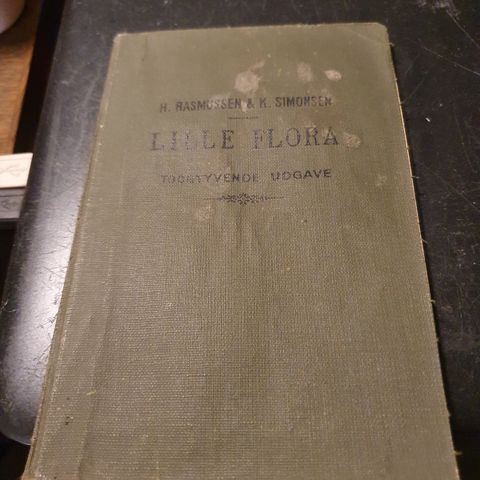 H. RASMUSSEN & K. SIMONSEN
LILLE FLORA
TOOGTYVENDE UDGAVE